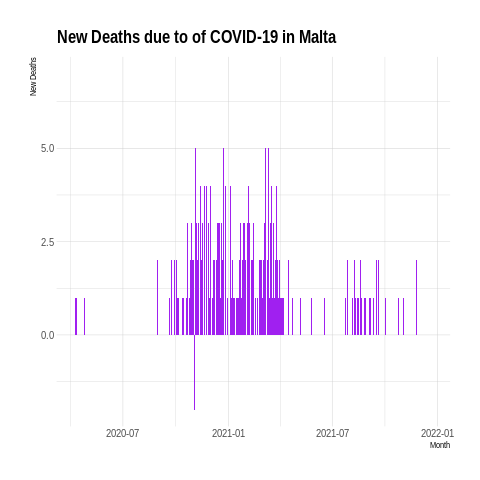 New Deaths due to of COVID-19 in Malta
New Deaths
5.0
2.5
0.0
2020-07 2021-01 2021-07 2022-01
Month